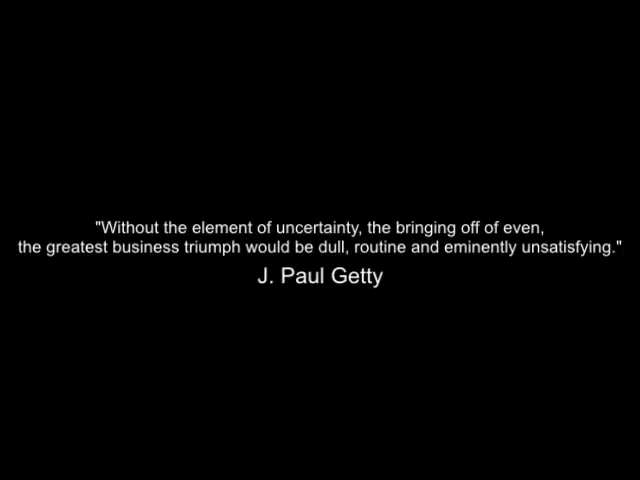 "Without the element of uncertainty, the bringing off of even,
the greatest business triumph would be dull, routine and eminently unsatisfying."
J. Paul Getty